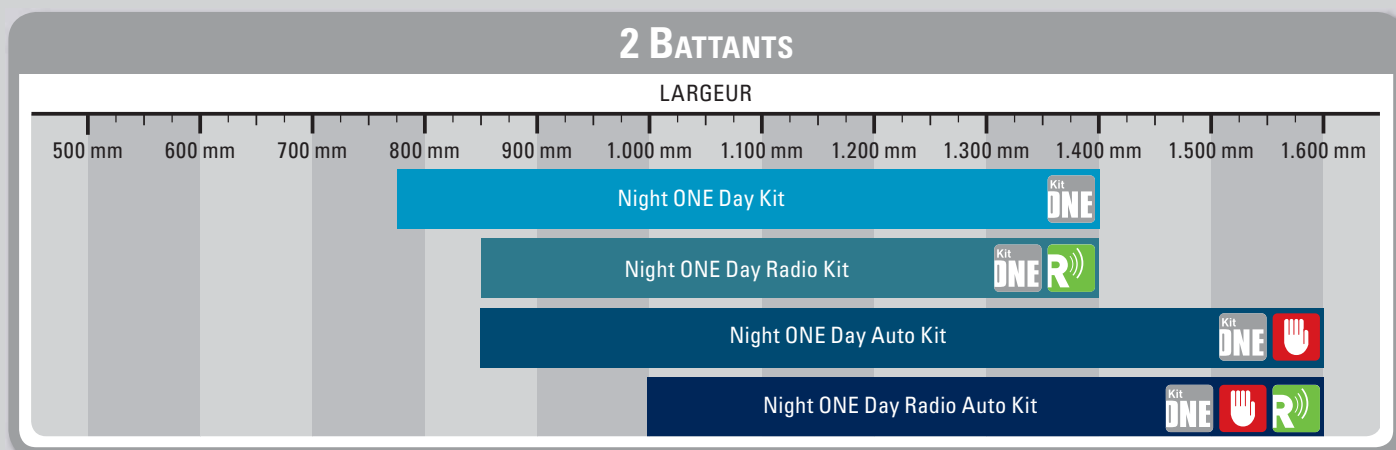 2 BATTANTS
LARGEUR
500 mm 600 mm 700 mm 800 mm 900 mm 1.000 mm 1.100 mm 1.200 mm 1.300 mm 1.400 mm 1.500 mm 1.600 mm
Night ONE Day Kit Kit ONE
Night ONE Day Radio Kit Kit ONE R
Night ONE Day Auto Kit Kit ONE
Night ONE Day Radio Auto Kit Kit ONE R